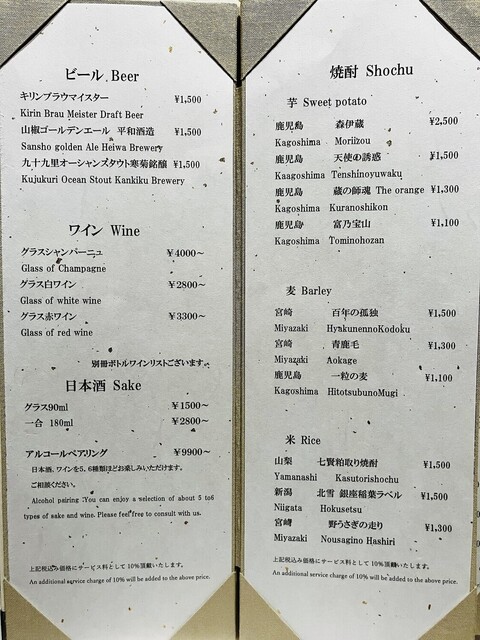 ビール Beer
キリンブラウマイスター ¥1,500
Kirin Brau Meister Draft Beer
山椒ゴールデンエール 平和酒造 ¥1,500
Sansho golden Ale Heiwa Brewery
九十九里オーシャンスタウト寒菊銘醸 ¥1,500
Kujukuri Ocean Stout Kankiku Brewery
ワイン Wine
グラスシャンパーニュ ¥4000~
Glass of Champagne
グラス白ワイン ¥2800~
Glass of white wine
グラス赤ワイン ¥3300~
Glass of red wine
別冊ボトルワインリストございます。
日本酒 Sake
グラス90ml ¥1500~
一合 180ml ¥2800~
アルコールペアリング ¥9900~
日本酒、ワインを5、6種類ほどお楽しみいただけます。
ご相談ください。
Alcohol pairing :You can enjoy a selection of about 5 to6
types of sake and wine. Please feel free to consult with us.
上記税込み価格にサービス料として10%頂戴いたします。
An additional service charge of 10% will be added to the above price.
焼酎 Shochu
芋 Sweet potato
鹿児島 森伊蔵 ¥2,500
Kagoshima Moriizou
鹿児島 天使の誘惑 ¥1,500
Kaagoshima Tenshinoyuwaku
鹿児島 蔵の師魂 The orange ¥1,300
Kagoshima Kuranoshikon
鹿児島 富乃宝山 ¥1,100
Kagoshima Tominohozan
麦 Barley
宮崎 百年の孤独 ¥1,500
Miyazaki HyakunennoKodoku
宮崎 青鹿毛 ¥1,300
Miyazaki Aokage
鹿児島 一粒の麦 ¥1,100
Kagoshima HitotsubunoMugi
米 Rice
山梨 七賢粕取り焼酎 ¥1,500
Yamanashi Kasutorishochu
新潟 北雪 銀座稲葉ラベル ¥1,500
Niigata Hokusetsu
宮崎 野うさぎの走り ¥1,300
Miyazaki Nousagino Hashiri
上記税込み価格にサービス料として10%頂戴いたします。
An additional service charge of 10% will be added to the above price.